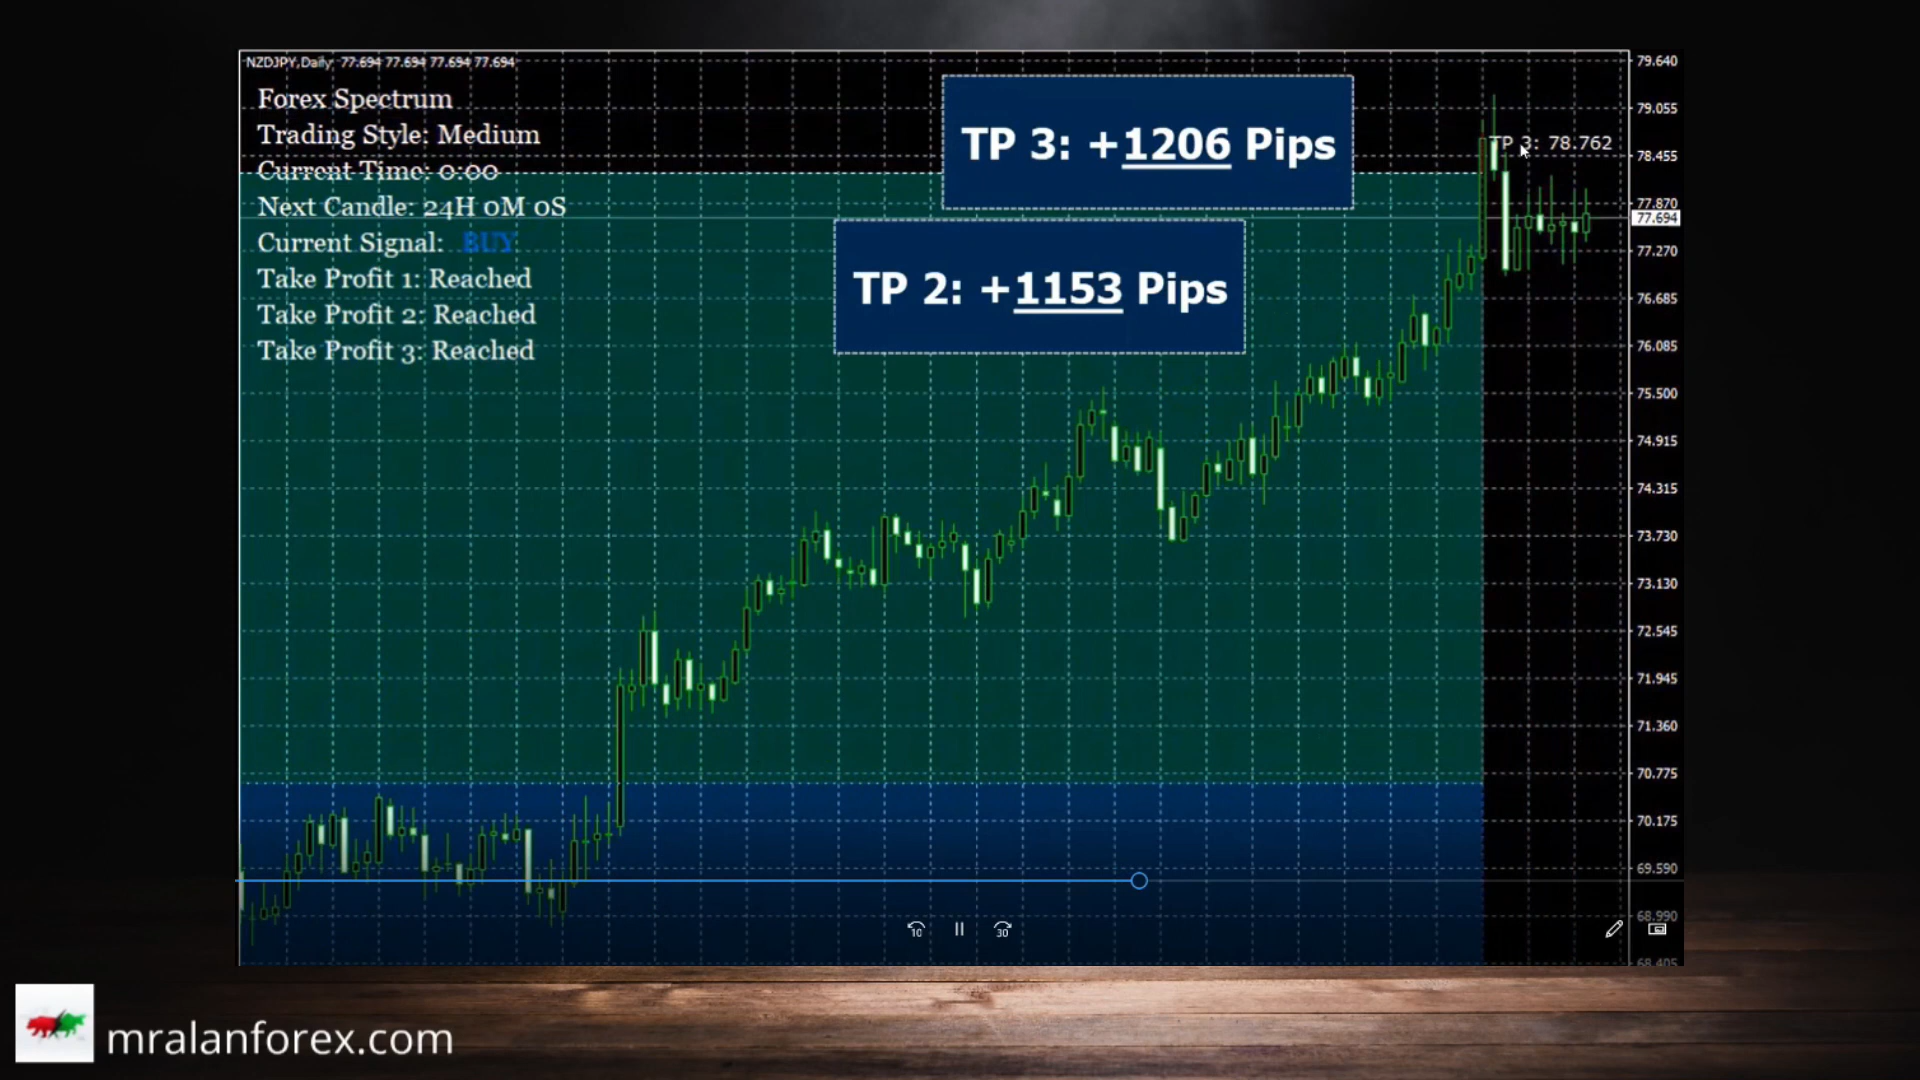 NZDJPY,Daily 77.694 77.694 77.694 77.694
Forex Spectrum
Trading Style: Medium
Current Time: 0:00
Next Candle: 24H 0M 0S
Current Signal: BUY
Take Profit 1: Reached
Take Profit 2: Reached
Take Profit 3: Reached
TP 3: +1206 Pips
TP 2: +1153 Pips
TP 3: 78.762
79.640
79.055
78.455
77.870
77.694
77.270
76.685
76.085
75.500
74.915
74.315
73.730
73.130
72.545
71.945
71.360
70.775
70.175
69.590
68.990
68.405
10
30
mralanforex.com